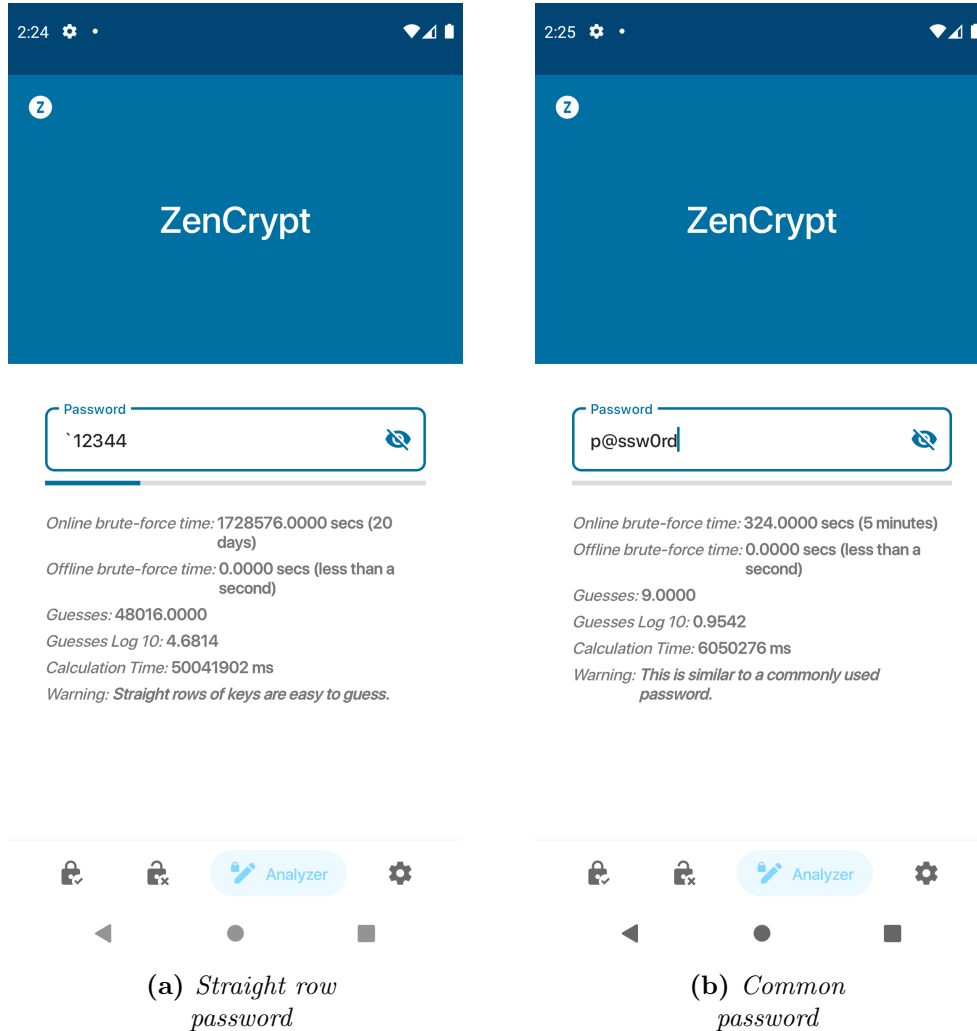 2:24
Z
ZenCrypt
Password
`12344
Online brute-force time: 1728576.0000 secs (20
days)
Offline brute-force time: 0.0000 secs (less than a
second)
Guesses: 48016.0000
Guesses Log 10: 4.6814
Calculation Time: 50041902 ms
Warning: Straight rows of keys are easy to guess.
Analyzer
(a) Straight row
password
2:25
Z
ZenCrypt
Password
p@ssw0rd
Online brute-force time: 324.0000 secs (5 minutes)
Offline brute-force time: 0.0000 secs (less than a
second)
Guesses: 9.0000
Guesses Log 10: 0.9542
Calculation Time: 6050276 ms
Warning: This is similar to a commonly used
password.
Analyzer
(b) Common
password